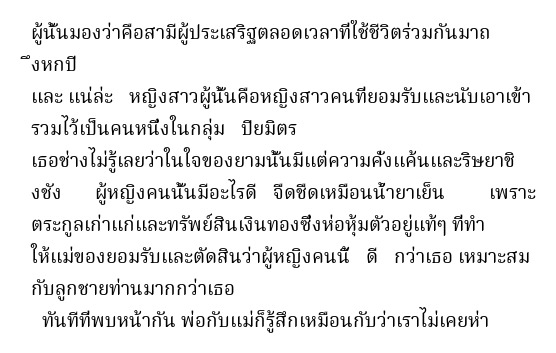 ผู้นั้นมองว่าคือสามีผู้ประเสริฐตลอดเวลาที่ใช้ชีวิตร่วมกันมาถ
ึงหกปี
และ แน่ล่ะ หญิงสาวผู้นั้นคือหญิงสาวคนที่ยอมรับและนับเอาเข้า
รวมไว้เป็นคนหนึ่งในกลุ่ม ปิยมิตร
เธอช่างไม่รู้เลยว่าในใจของยามนั้นมีแต่ความคั่งแค้นและริษยาชิ
งชัง ผู้หญิงคนนั้นมีอะไรดี จืดชืดเหมือนน้ำยาเย็น เพราะ
ตระกูลเก่าแก่และทรัพย์สินเงินทองซึ่งห่อหุ้มตัวอยู่แท้ๆ ที่ทำ
ให้แม่ของยอมรับและตัดสินว่าผู้หญิงคนนี้ ดี กว่าเธอ เหมาะสม
กับลูกชายท่านมากกว่าเธอ
ทันทีที่พบหน้ากัน พ่อกับแม่ก็รู้สึกเหมือนกับว่าเราไม่เคยห่า